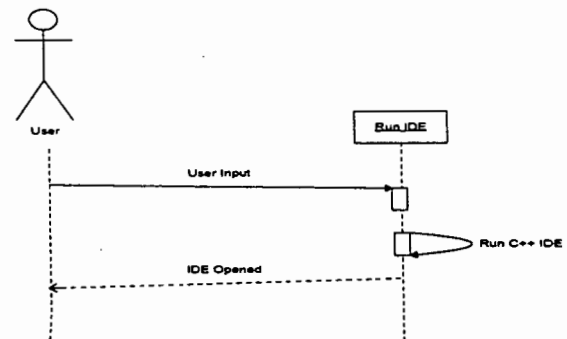 User
Run IDE
User Input
Run C++ IDE
IDE Opened